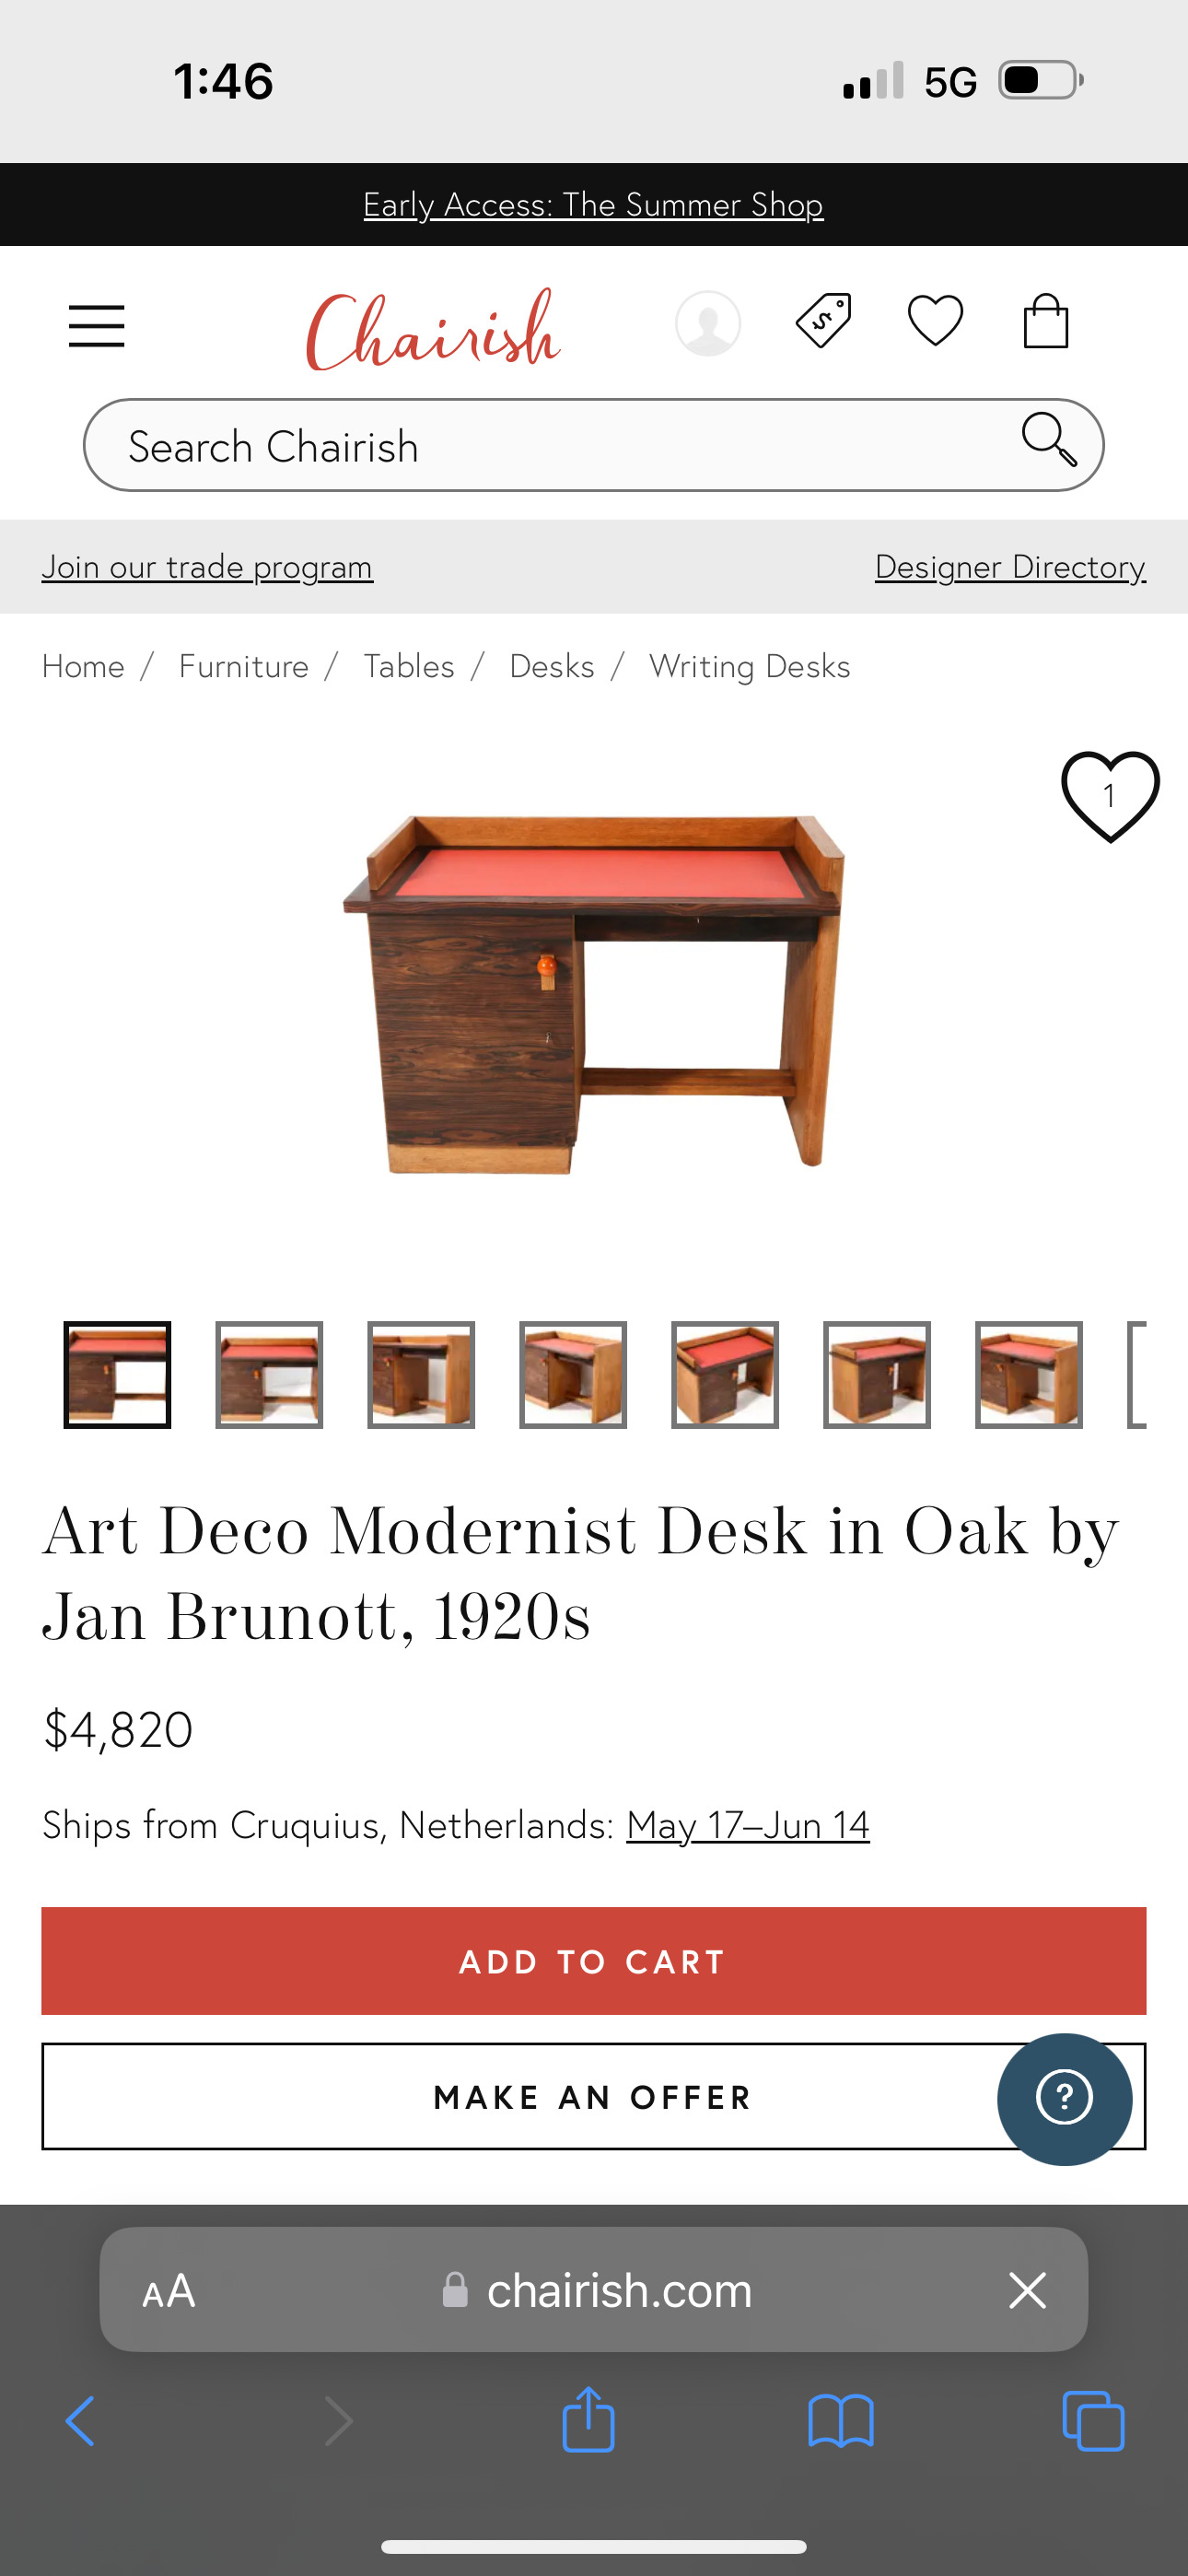 1:46 5G
Early Access: The Summer Shop
Chairish
$
Search Chairish
Join our trade program Designer Directory
Home / Furniture / Tables / Desks / Writing Desks
1
Art Deco Modernist Desk in Oak by
Jan Brunott, 1920s
$4,820
Ships from Cruquius, Netherlands: May 17–Jun 14
ADD TO CART
MAKE AN OFFER
?
AA chairish.com